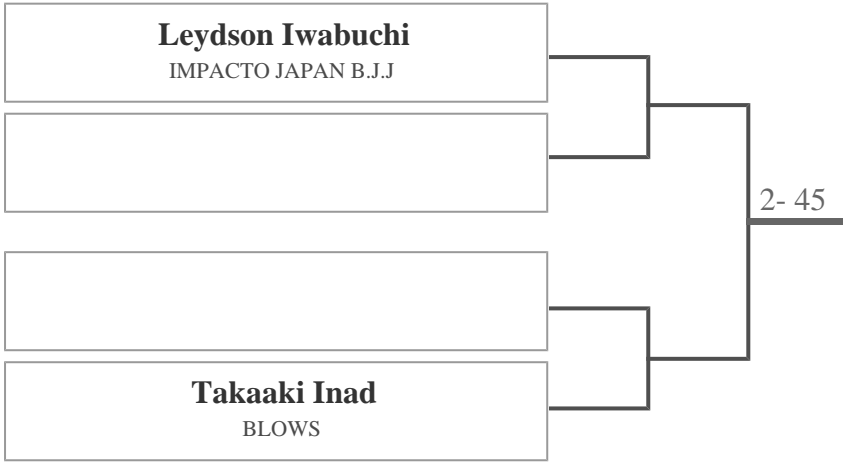 Leydson Iwabuchi
IMPACTO JAPAN B.J.J
2- 45
Takaaki Inad
BLOWS